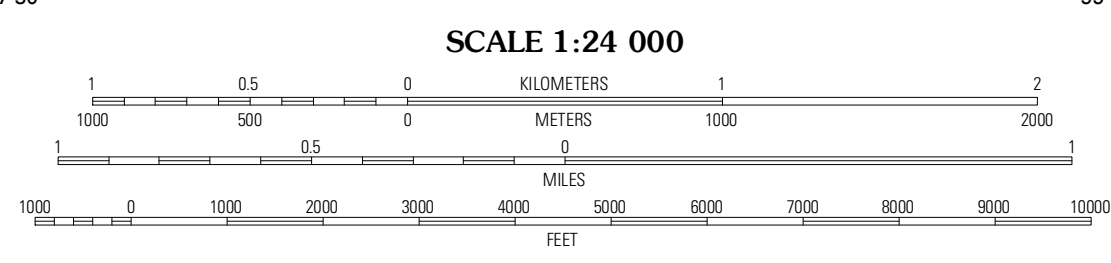 SCALE 1:24 000
1 0.5 0 KILOMETERS 1 2
1000 500 0 METERS 1000 2000
1 0.5 0 1
MILES
1000 0 1000 2000 3000 4000 5000 6000 7000 8000 9000 10000
FEET